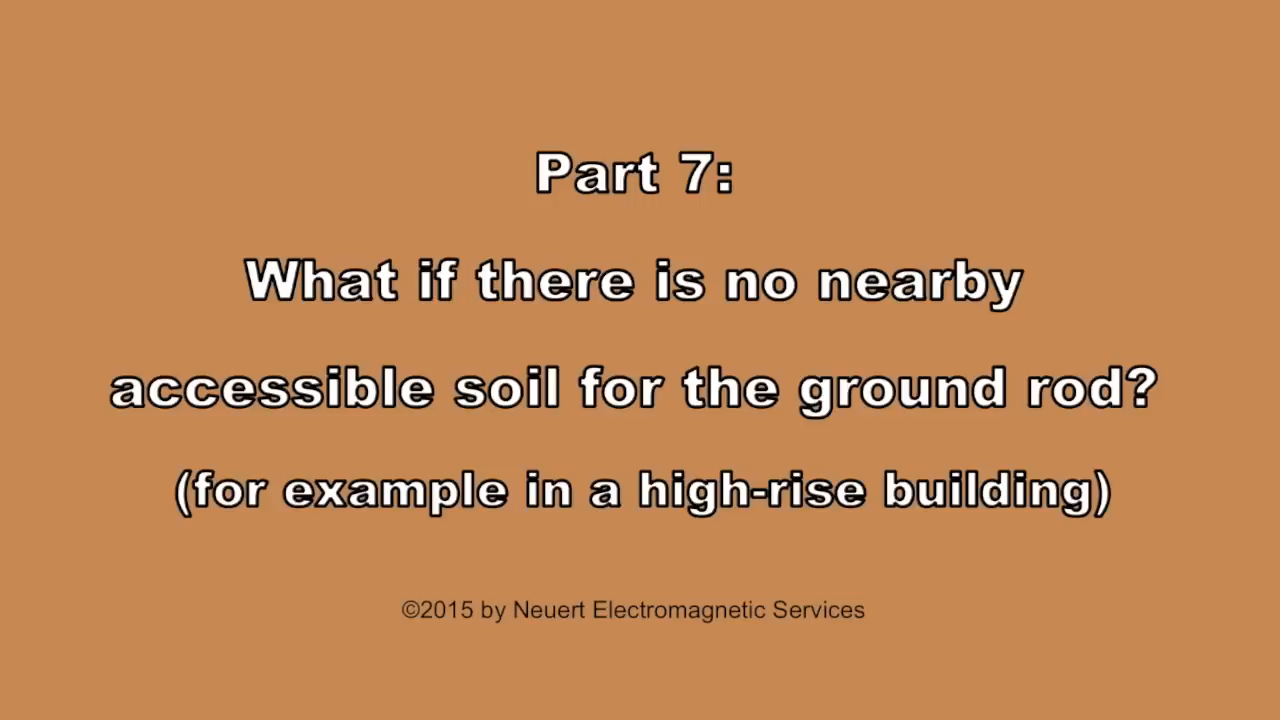 Part 7:
What if there is no nearby
accessible soil for the ground rod?
(for example in a high-rise building)
©2015 by Neuert Electromagnetic Services